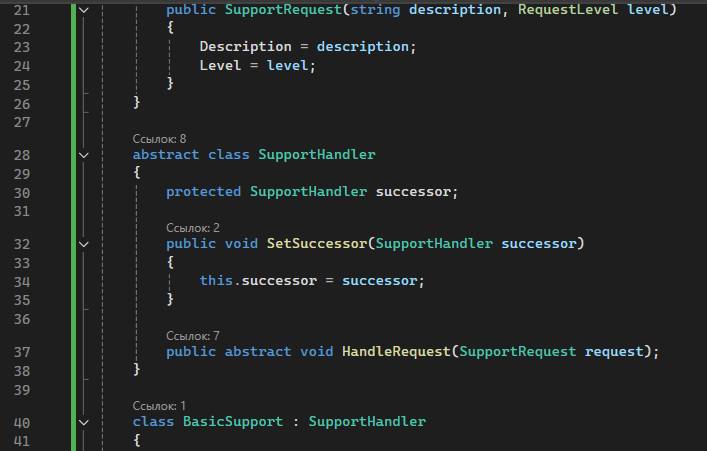 21 public SupportRequest(string description, RequestLevel level)
22 {
23 Description = description;
24 Level = level;
25 }
26 }
27
Ссылок: 8
28 abstract class SupportHandler
29 {
30 protected SupportHandler successor;
31
Ссылок: 2
32 public void SetSuccessor(SupportHandler successor)
33 {
34 this.successor = successor;
35 }
36
Ссылок: 7
37 public abstract void HandleRequest(SupportRequest request);
38 }
39
Ссылок: 1
40 class BasicSupport : SupportHandler
41 {